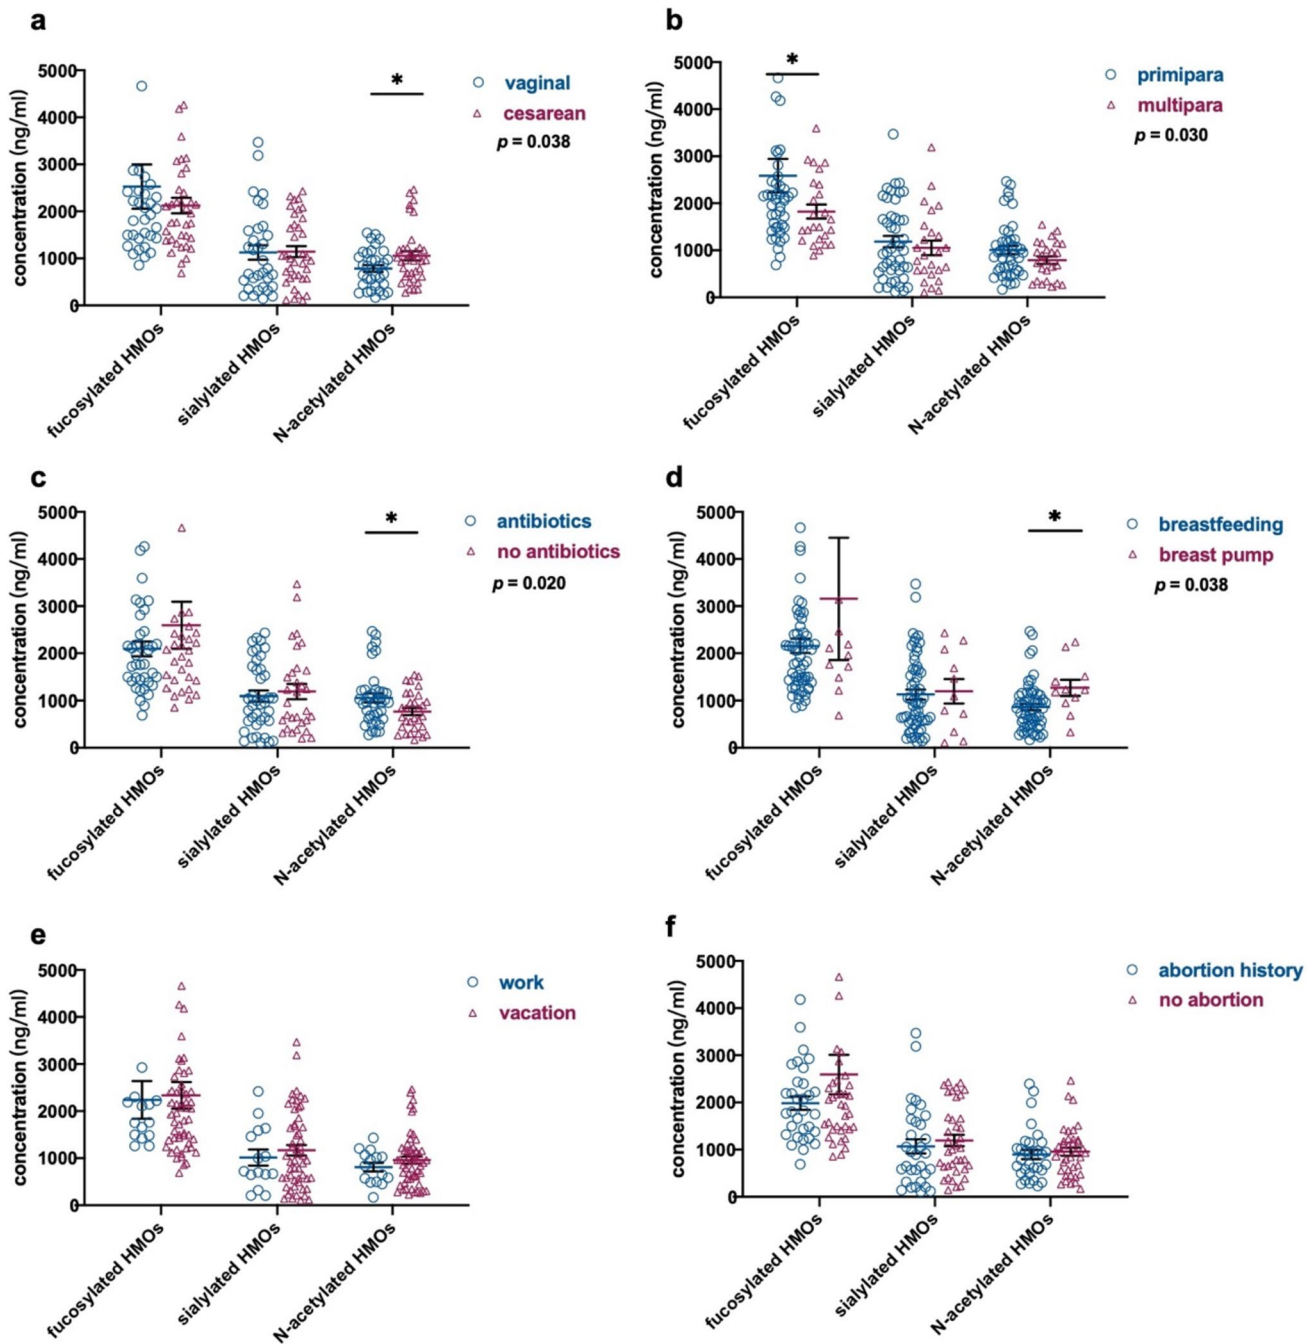 a
concentration (ng/ml)
5000
4000
3000
2000
1000
0
*
vaginal
cesarean
p = 0.038
fucosylated HMOs
sialylated HMOs
N-acetylated HMOs
b
concentration (ng/ml)
5000
4000
3000
2000
1000
0
*
primipara
multipara
p = 0.030
fucosylated HMOs
sialylated HMOs
N-acetylated HMOs
c
concentration (ng/ml)
5000
4000
3000
2000
1000
0
*
antibiotics
no antibiotics
p = 0.020
fucosylated HMOs
sialylated HMOs
N-acetylated HMOs
d
concentration (ng/ml)
5000
4000
3000
2000
1000
0
*
breastfeeding
breast pump
p = 0.038
fucosylated HMOs
sialylated HMOs
N-acetylated HMOs
e
concentration (ng/ml)
5000
4000
3000
2000
1000
0
work
vacation
fucosylated HMOs
sialylated HMOs
N-acetylated HMOs
f
concentration (ng/ml)
5000
4000
3000
2000
1000
0
abortion history
no abortion
fucosylated HMOs
sialylated HMOs
N-acetylated HMOs